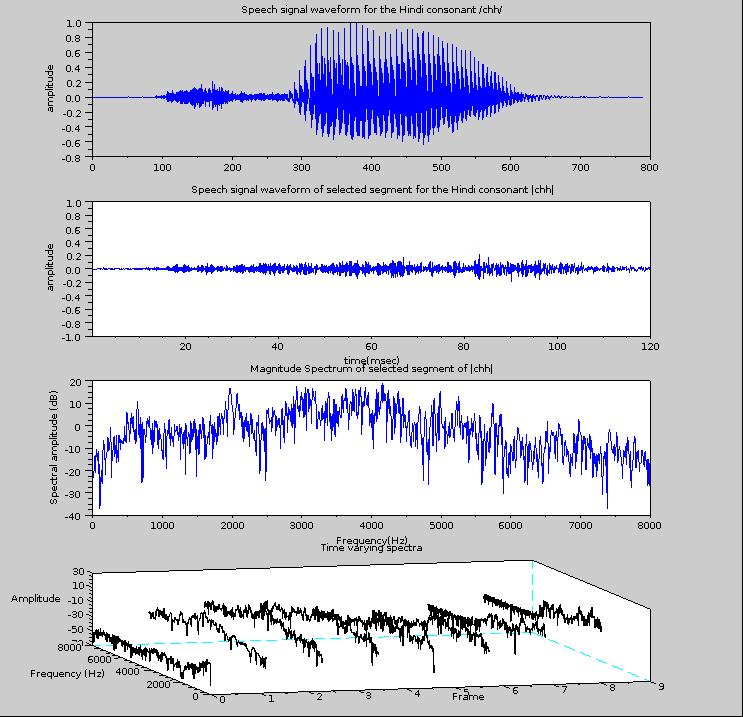 Speech signal waveform for the Hindi consonant /chh/
1.0
0.8
0.6
0.4
0.2
0.0
-0.2
-0.4
-0.6
-0.8
amplitude
0 100 200 300 400 500 600 700 800
Speech signal waveform of selected segment for the Hindi consonant |chh|
1.0
0.8
0.6
0.4
0.2
0.0
-0.2
-0.4
-0.6
-0.8
-1.0
amplitude
20 40 60 80 100 120
time(msec)
Magnitude Spectrum of selected segment of |chh|
20
10
0
-10
-20
-30
-40
Spectral amplitude (dB)
0 1000 2000 3000 4000 5000 6000 7000 8000
Frequency(Hz)
Time varying spectra
30
10
-10
-30
-50
Amplitude
8000
6000
4000
2000
0
Frequency (Hz)
0 1 2 3 4 5 6 7 8 9
Frame